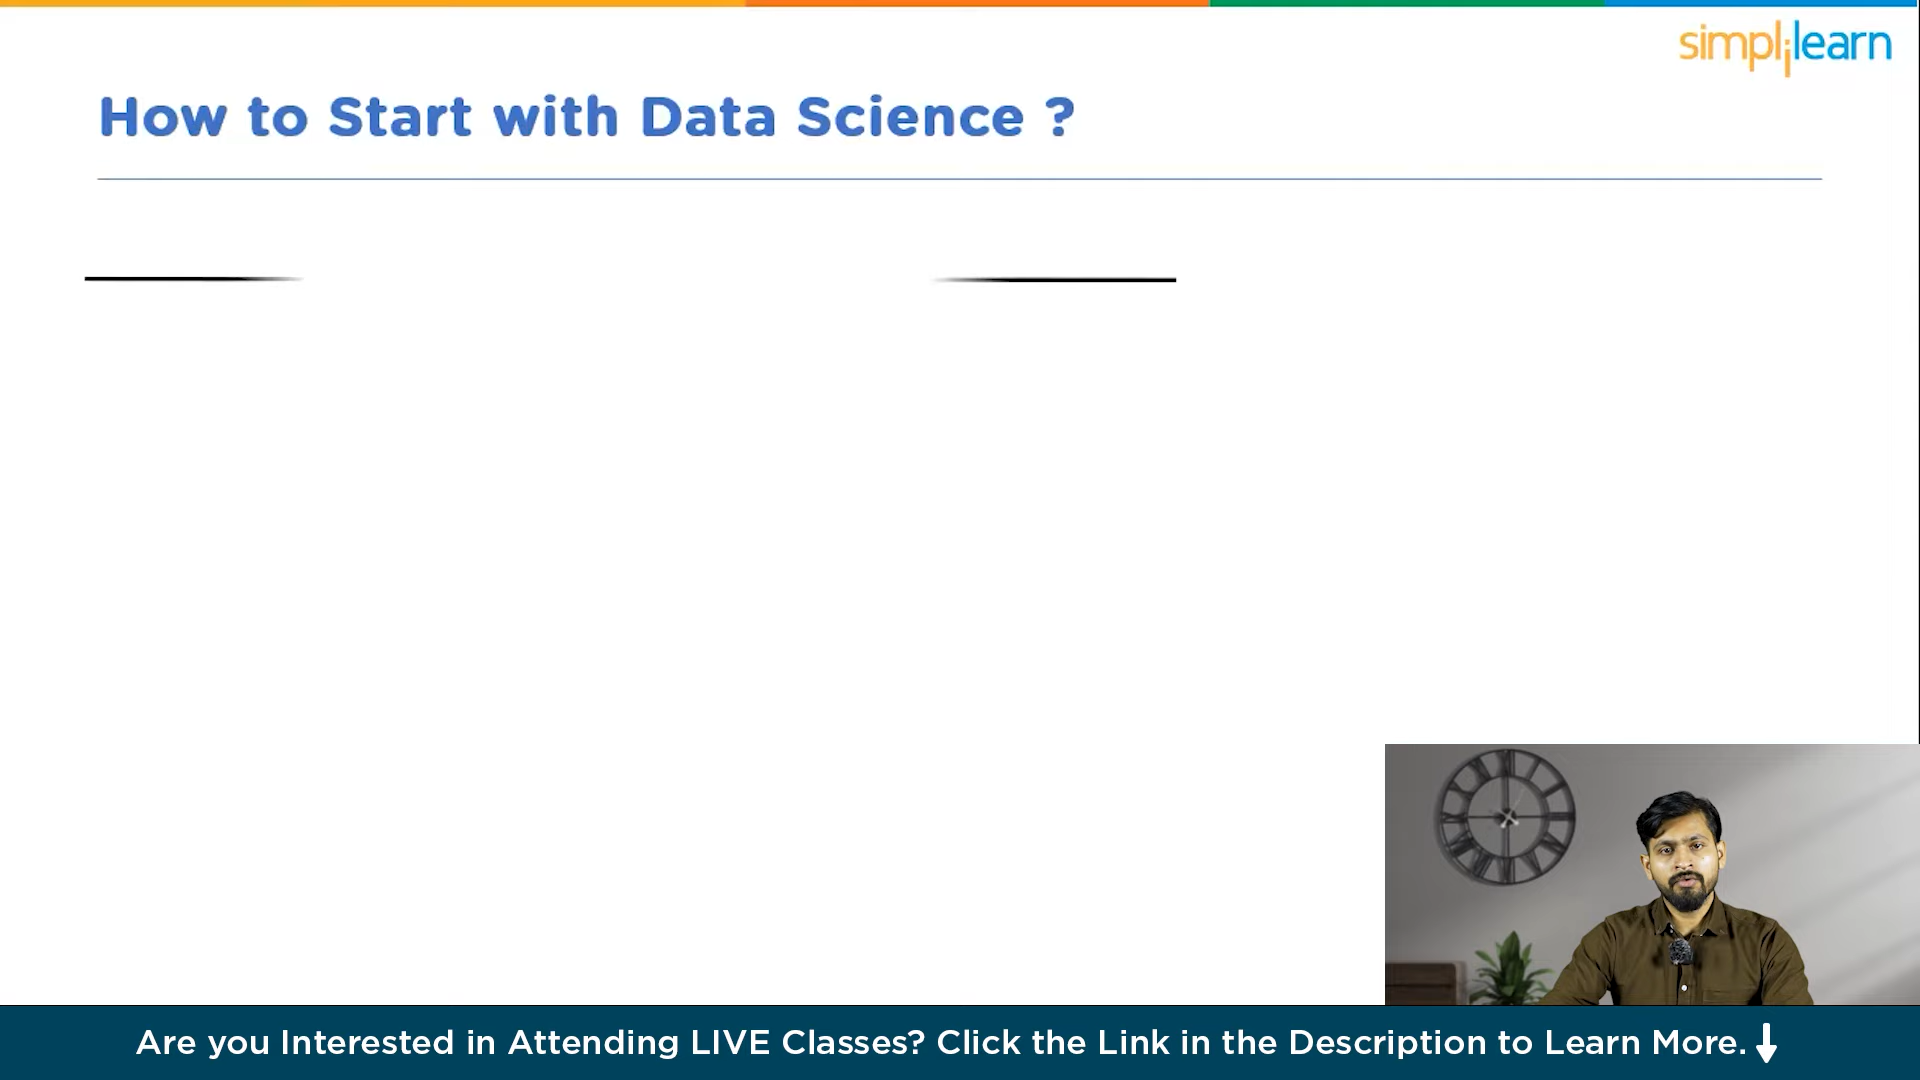 simplilearn
How to Start with Data Science ?
Are you Interested in Attending LIVE Classes? Click the Link in the Description to Learn More.